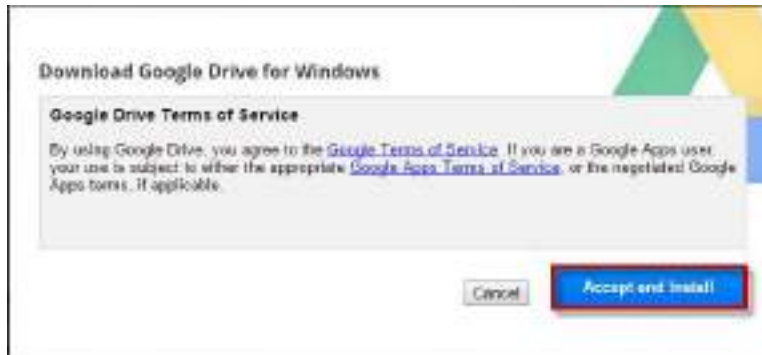 Download Google Drive for Windows
Google Drive Terms of Service
By using Google Drive, you agree to the Google Terms of Service. If you are a Google Apps user,
your use is subject to either the appropriate Google Apps Terms of Service, or the negotiated Google
Apps terms, if applicable.
Cancel
Accept and Install